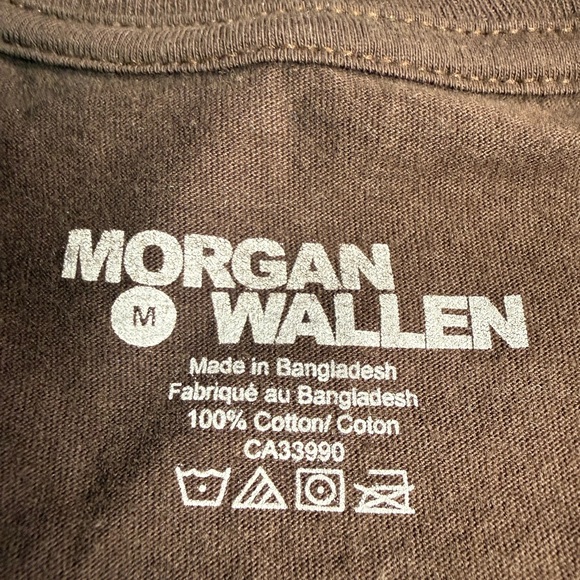 MORGAN
M WALLEN
Made in Bangladesh
Fabriqué au Bangladesh
100% Cotton/ Coton
CA33990